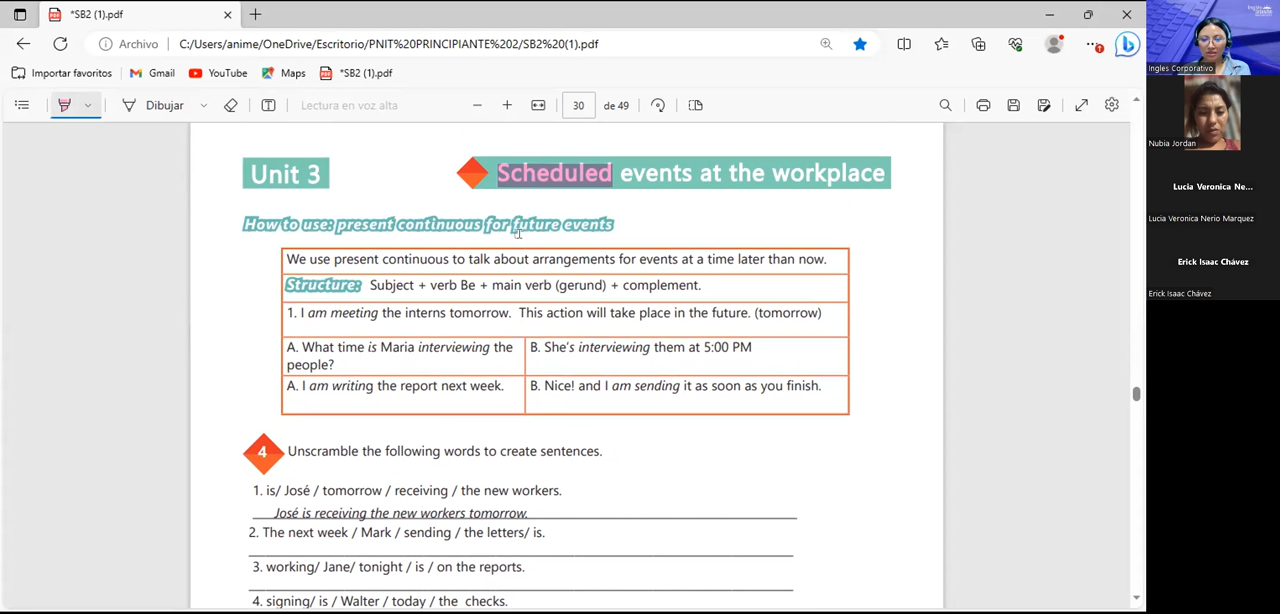 *SB2 (1).pdf
Archivo C:/Users/anime/OneDrive/Escritorio/PNIT%20PRINCIPIANTE%202/SB2%20(1).pdf
Importar favoritos Gmail YouTube Maps *SB2 (1).pdf
Dibujar Lectura en voz alta 30 de 49
Unit 3 Scheduled events at the workplace
How to use: present continuous for future events
We use present continuous to talk about arrangements for events at a time later than now.
Structure: Subject + verb Be + main verb (gerund) + complement.
1. I am meeting the interns tomorrow. This action will take place in the future. (tomorrow)
A. What time is Maria interviewing the people?
B. She's interviewing them at 5:00 PM
A. I am writing the report next week.
B. Nice! and I am sending it as soon as you finish.
4 Unscramble the following words to create sentences.
1. is/ José / tomorrow / receiving / the new workers.
José is receiving the new workers tomorrow.
2. The next week / Mark / sending / the letters/ is.
3. working/ Jane/ tonight / is / on the reports.
4. signing/ is / Walter / today / the checks.
Ingles Corporativo
Nubia Jordan
Lucia Veronica Ne...
Lucia Veronica Nerio Marquez
Erick Isaac Chávez
Erick Isaac Chávez